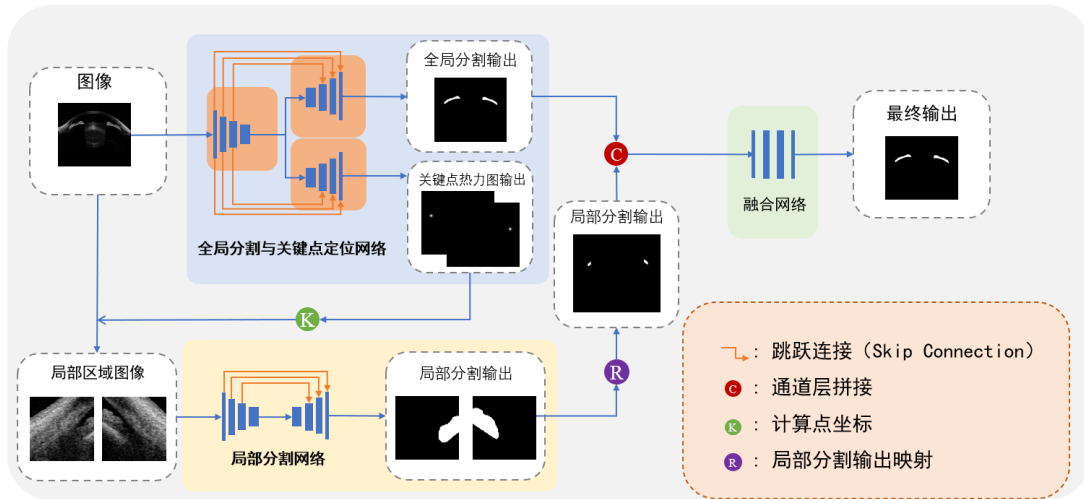 图像
全局分割输出
关键点热力图输出
全局分割与关键点定位网络
C
融合网络
最终输出
局部分割输出
K
R
局部区域图像
局部分割网络
局部分割输出
：跳跃连接（Skip Connection）
C ：通道层拼接
K ：计算点坐标
R ：局部分割输出映射